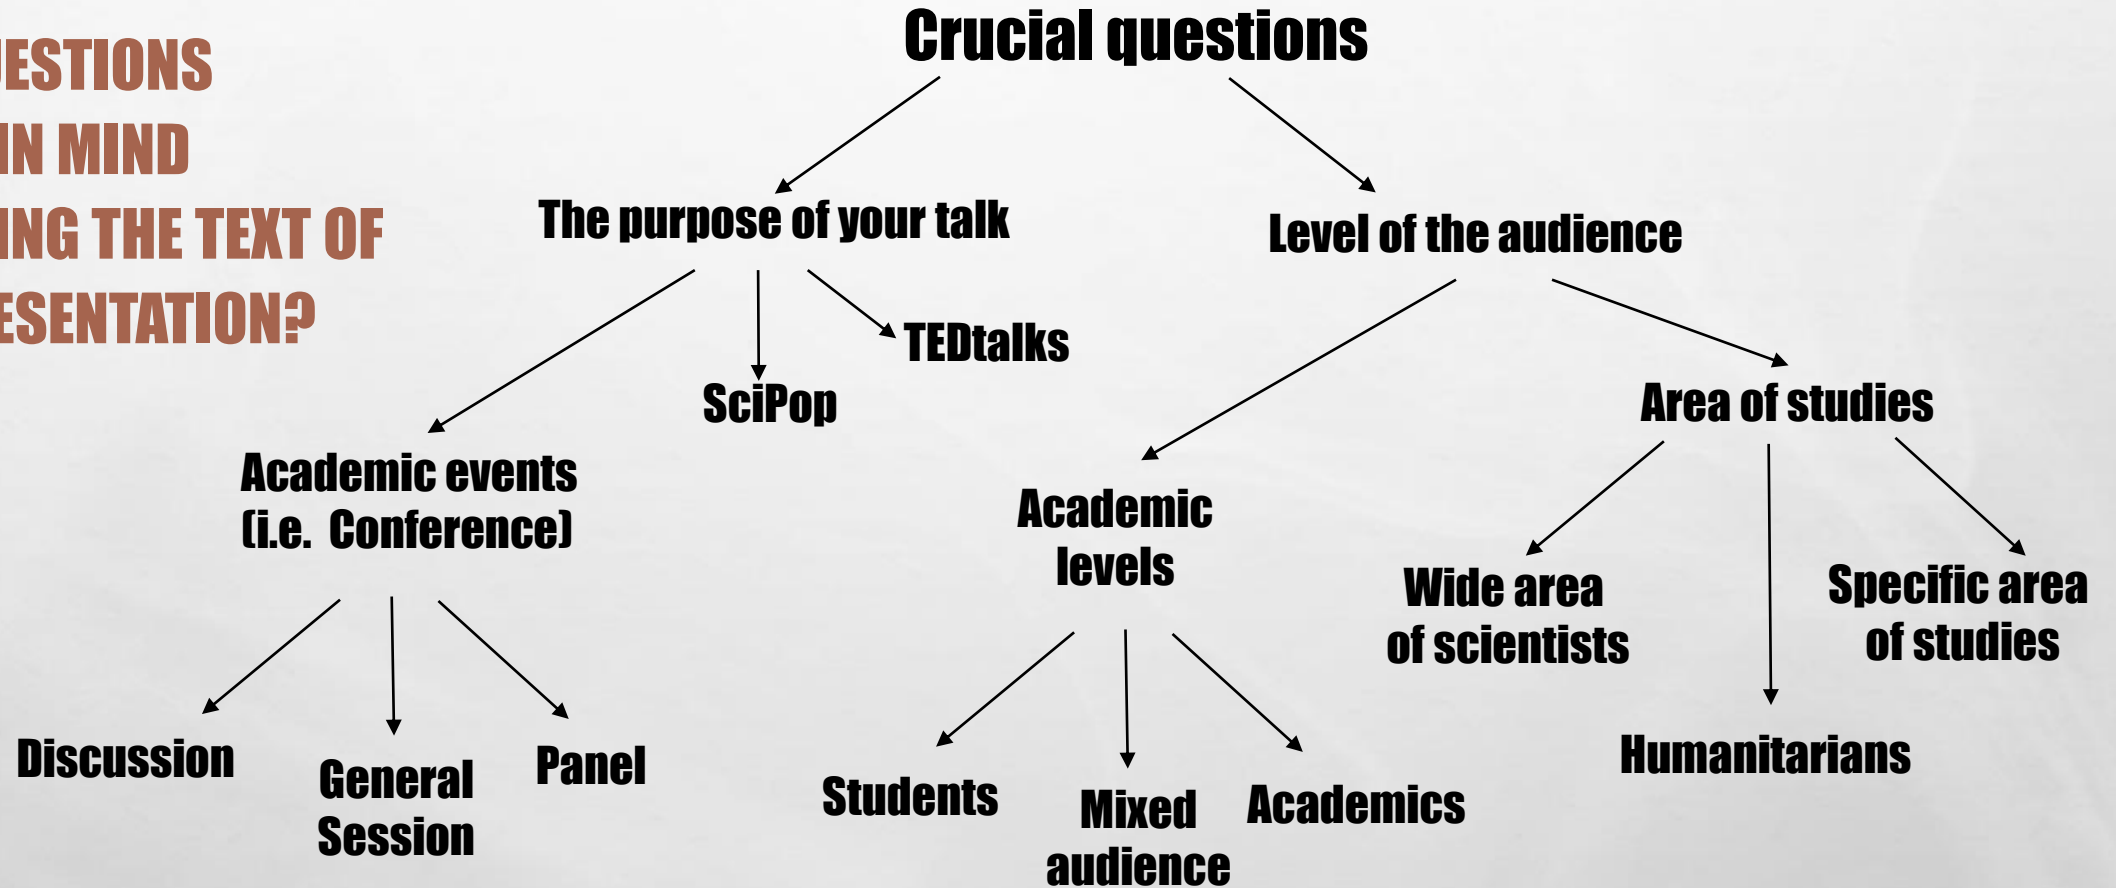 UESTIONS
IN MIND
ING THE TEXT OF
ESENTATION?
Crucial questions
The purpose of your talk
Level of the audience
TEDtalks
SciPop
Area of studies
Academic events
(i.e. Conference)
Academic
levels
Wide area
of scientists
Specific area
of studies
Humanitarians
Discussion
General
Session
Panel
Students
Mixed
audience
Academics